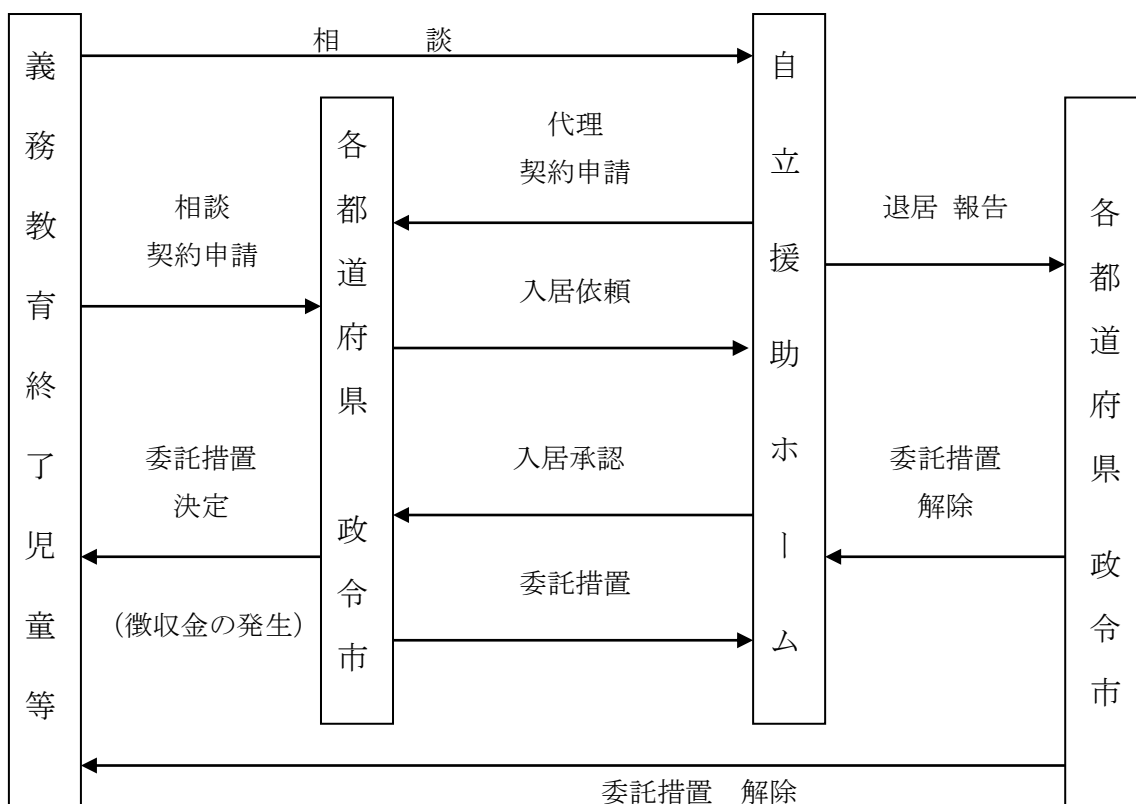 相 談
義務教育終了児童等
各都道府県 政令市
自立援助ホーム
各都道府県 政令市
代理
契約申請
相談
契約申請
退居 報告
入居依頼
委託措置
決定
入居承認
委託措置
解除
委託措置
(徴収金の発生)
委託措置 解除